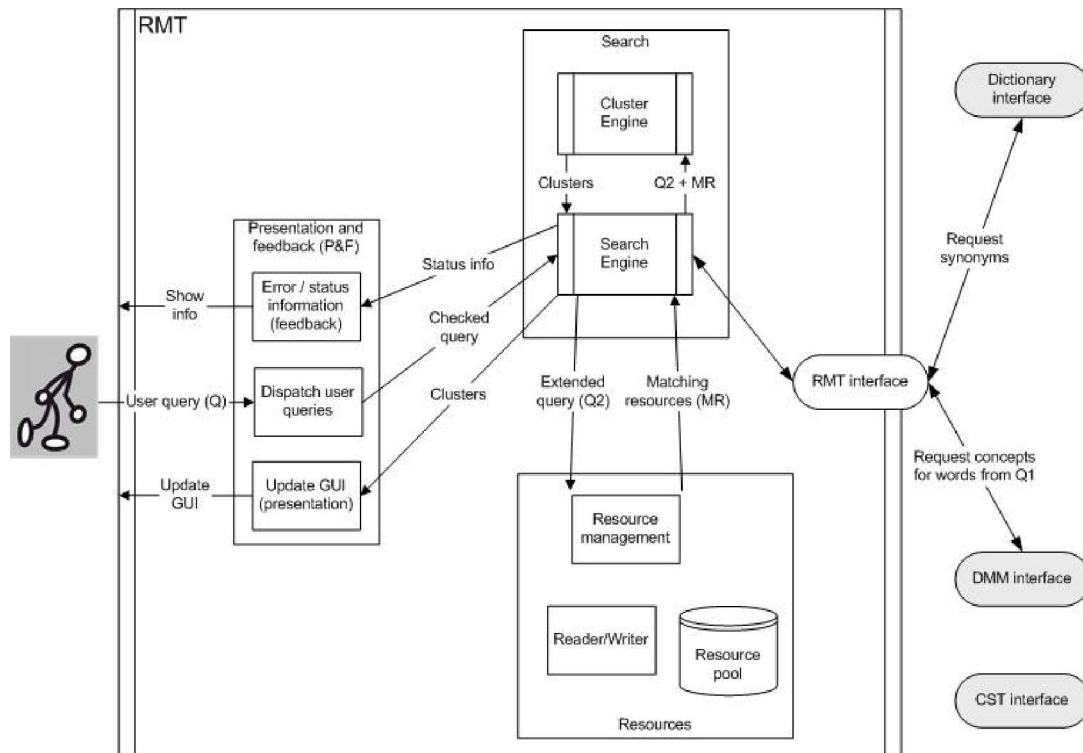 RMT
Search
Cluster
Engine
Clusters
Q2 + MR
Search
Engine
Presentation and
feedback (P&F)
Error / status
information
(feedback)
Show
info
Status info
Checked
query
User query (Q)
Dispatch user
queries
Clusters
Update
GUI
Update GUI
(presentation)
Extended
query (Q2)
Matching
resources (MR)
Resource
management
Reader/Writer
Resource
pool
Resources
RMT interface
Dictionary
interface
Request
synonyms
Request concepts
for words from Q1
DMM interface
CST interface